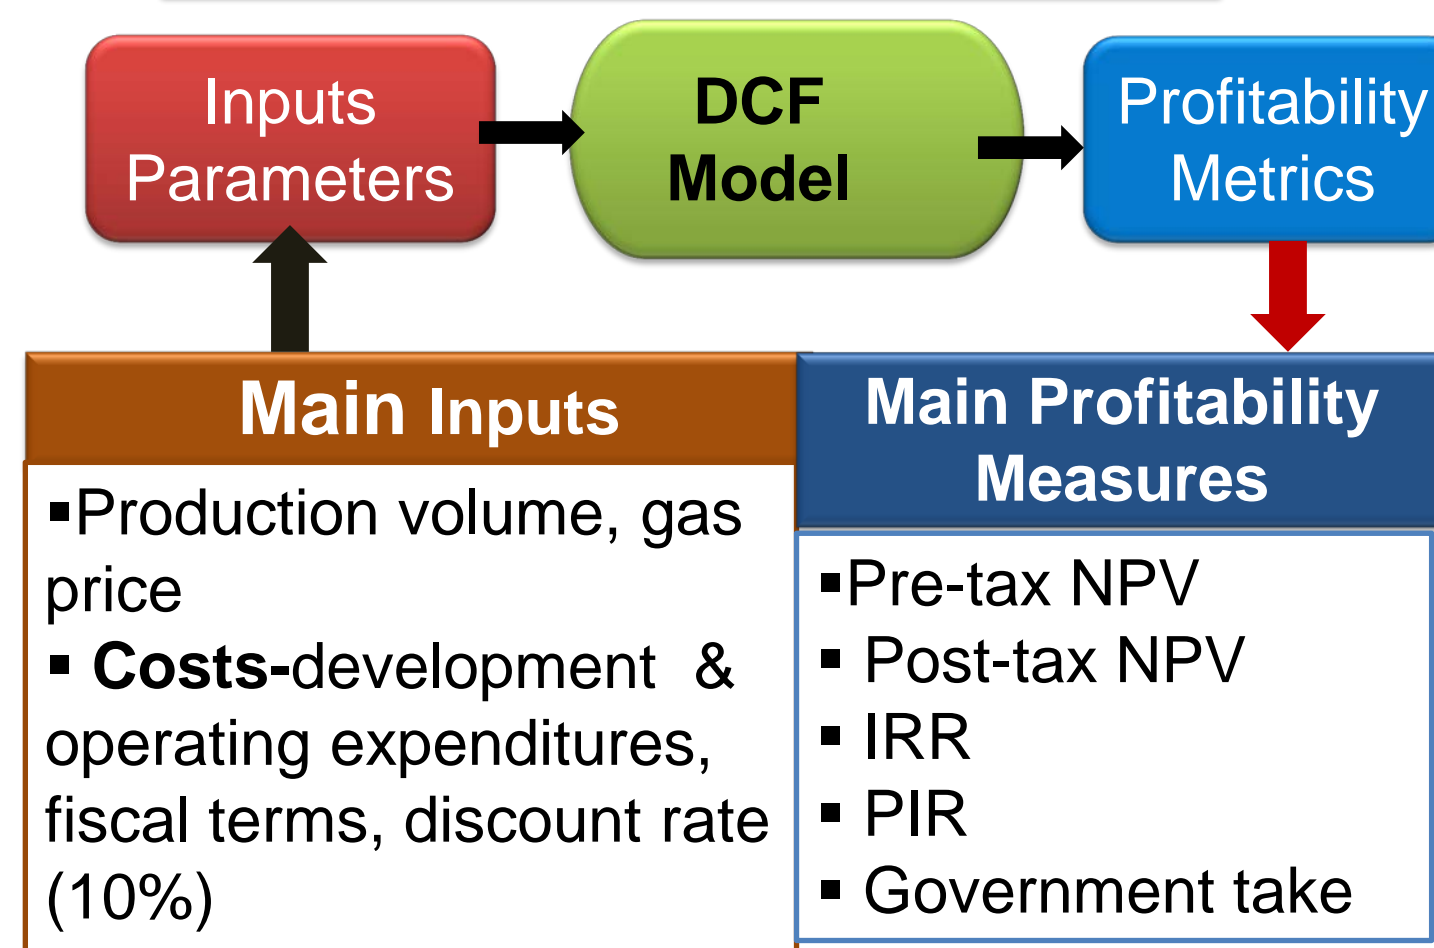 Inputs
Parameters
DCF
Model
Profitability
Metrics
Main Inputs
▪Production volume, gas
price
▪ Costs-development & 
operating expenditures,
fiscal terms, discount rate
(10%)
Main Profitability
Measures
▪Pre-tax NPV
▪ Post-tax NPV
▪ IRR
▪ PIR
▪ Government take